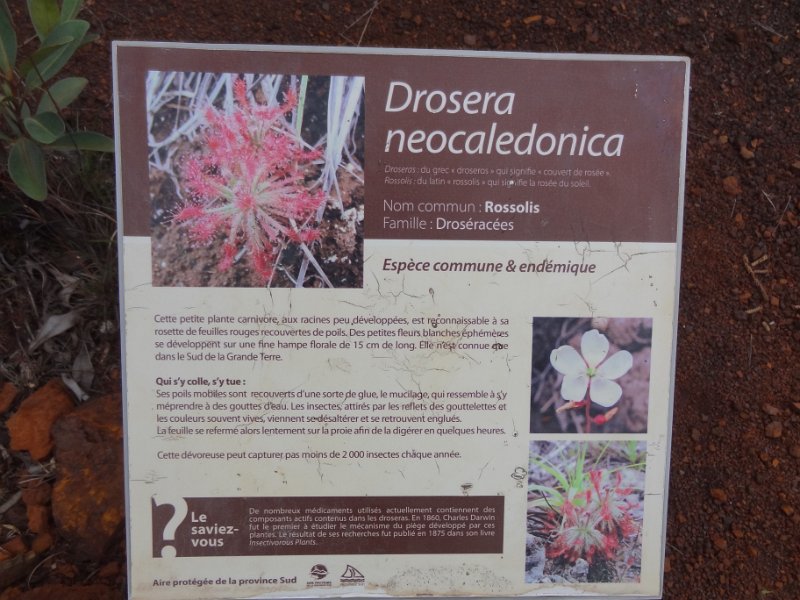 Drosera
neocaledonica
Droseras : du grec « droseros » qui signifie « couvert de rosée ».
Rossolis : du latin « rossolis » qui signifie la rosée du soleil.
Nom commun : Rossolis
Famille : Droséracées
Espèce commune & endémique
Cette petite plante carnivore, aux racines peu développées, est reconnaissable à sa
rosette de feuilles rouges recouvertes de poils. Des petites fleurs blanches éphémères
se développent sur une fine hampe florale de 15 cm de long. Elle n'est connue que
dans le Sud de la Grande Terre.
Qui s'y colle, s'y tue :
Ses poils mobiles sont recouverts d'une sorte de glue, le mucilage, qui ressemble à s'y
méprendre à des gouttes d'eau. Les insectes, attirés par les reflets des gouttelettes et
les couleurs souvent vives, viennent se désaltérer et se retrouvent englués.
La feuille se referme alors lentement sur la proie afin de la digérer en quelques heures.
Cette dévoreuse peut capturer pas moins de 2 000 insectes chaque année.
?
Le
saviez-
vous
De nombreux médicaments utilisés actuellement contiennent des
composants actifs contenus dans les droseras. En 1860, Charles Darwin
fut le premier à étudier le mécanisme du piège développé par ces
plantes. Le résultat de ses recherches fut publié en 1875 dans son livre
Insectivorous Plants.
Aire protégée de la province Sud